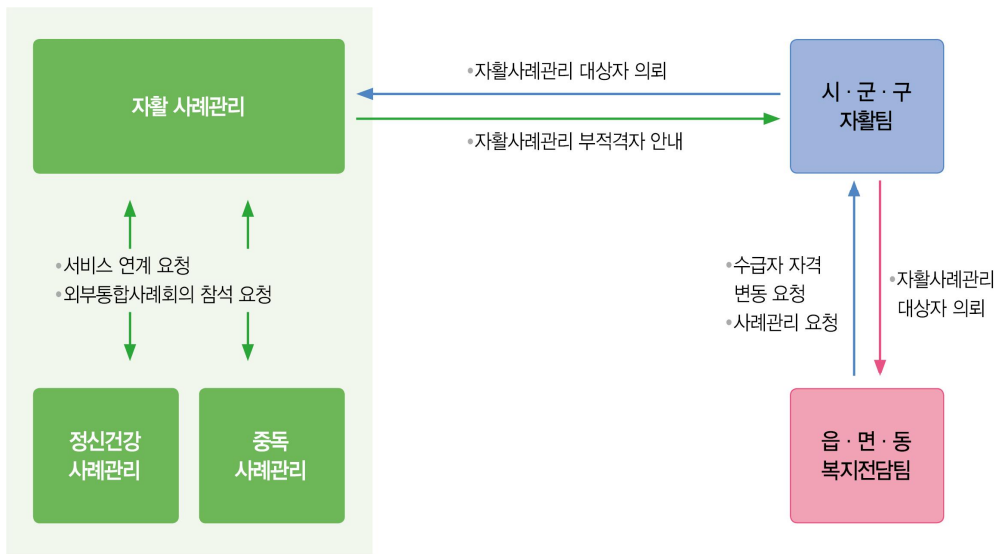 자활 사례관리
•자활사례관리 대상자 의뢰
•자활사례관리 부적격자 안내
시·군·구
자활팀
•서비스 연계 요청
•외부통합사례회의 참석 요청
•수급자 자격
변동 요청
•사례관리 요청
•자활사례관리
대상자 의뢰
정신건강
사례관리
중독
사례관리
읍·면·동
복지전담팀